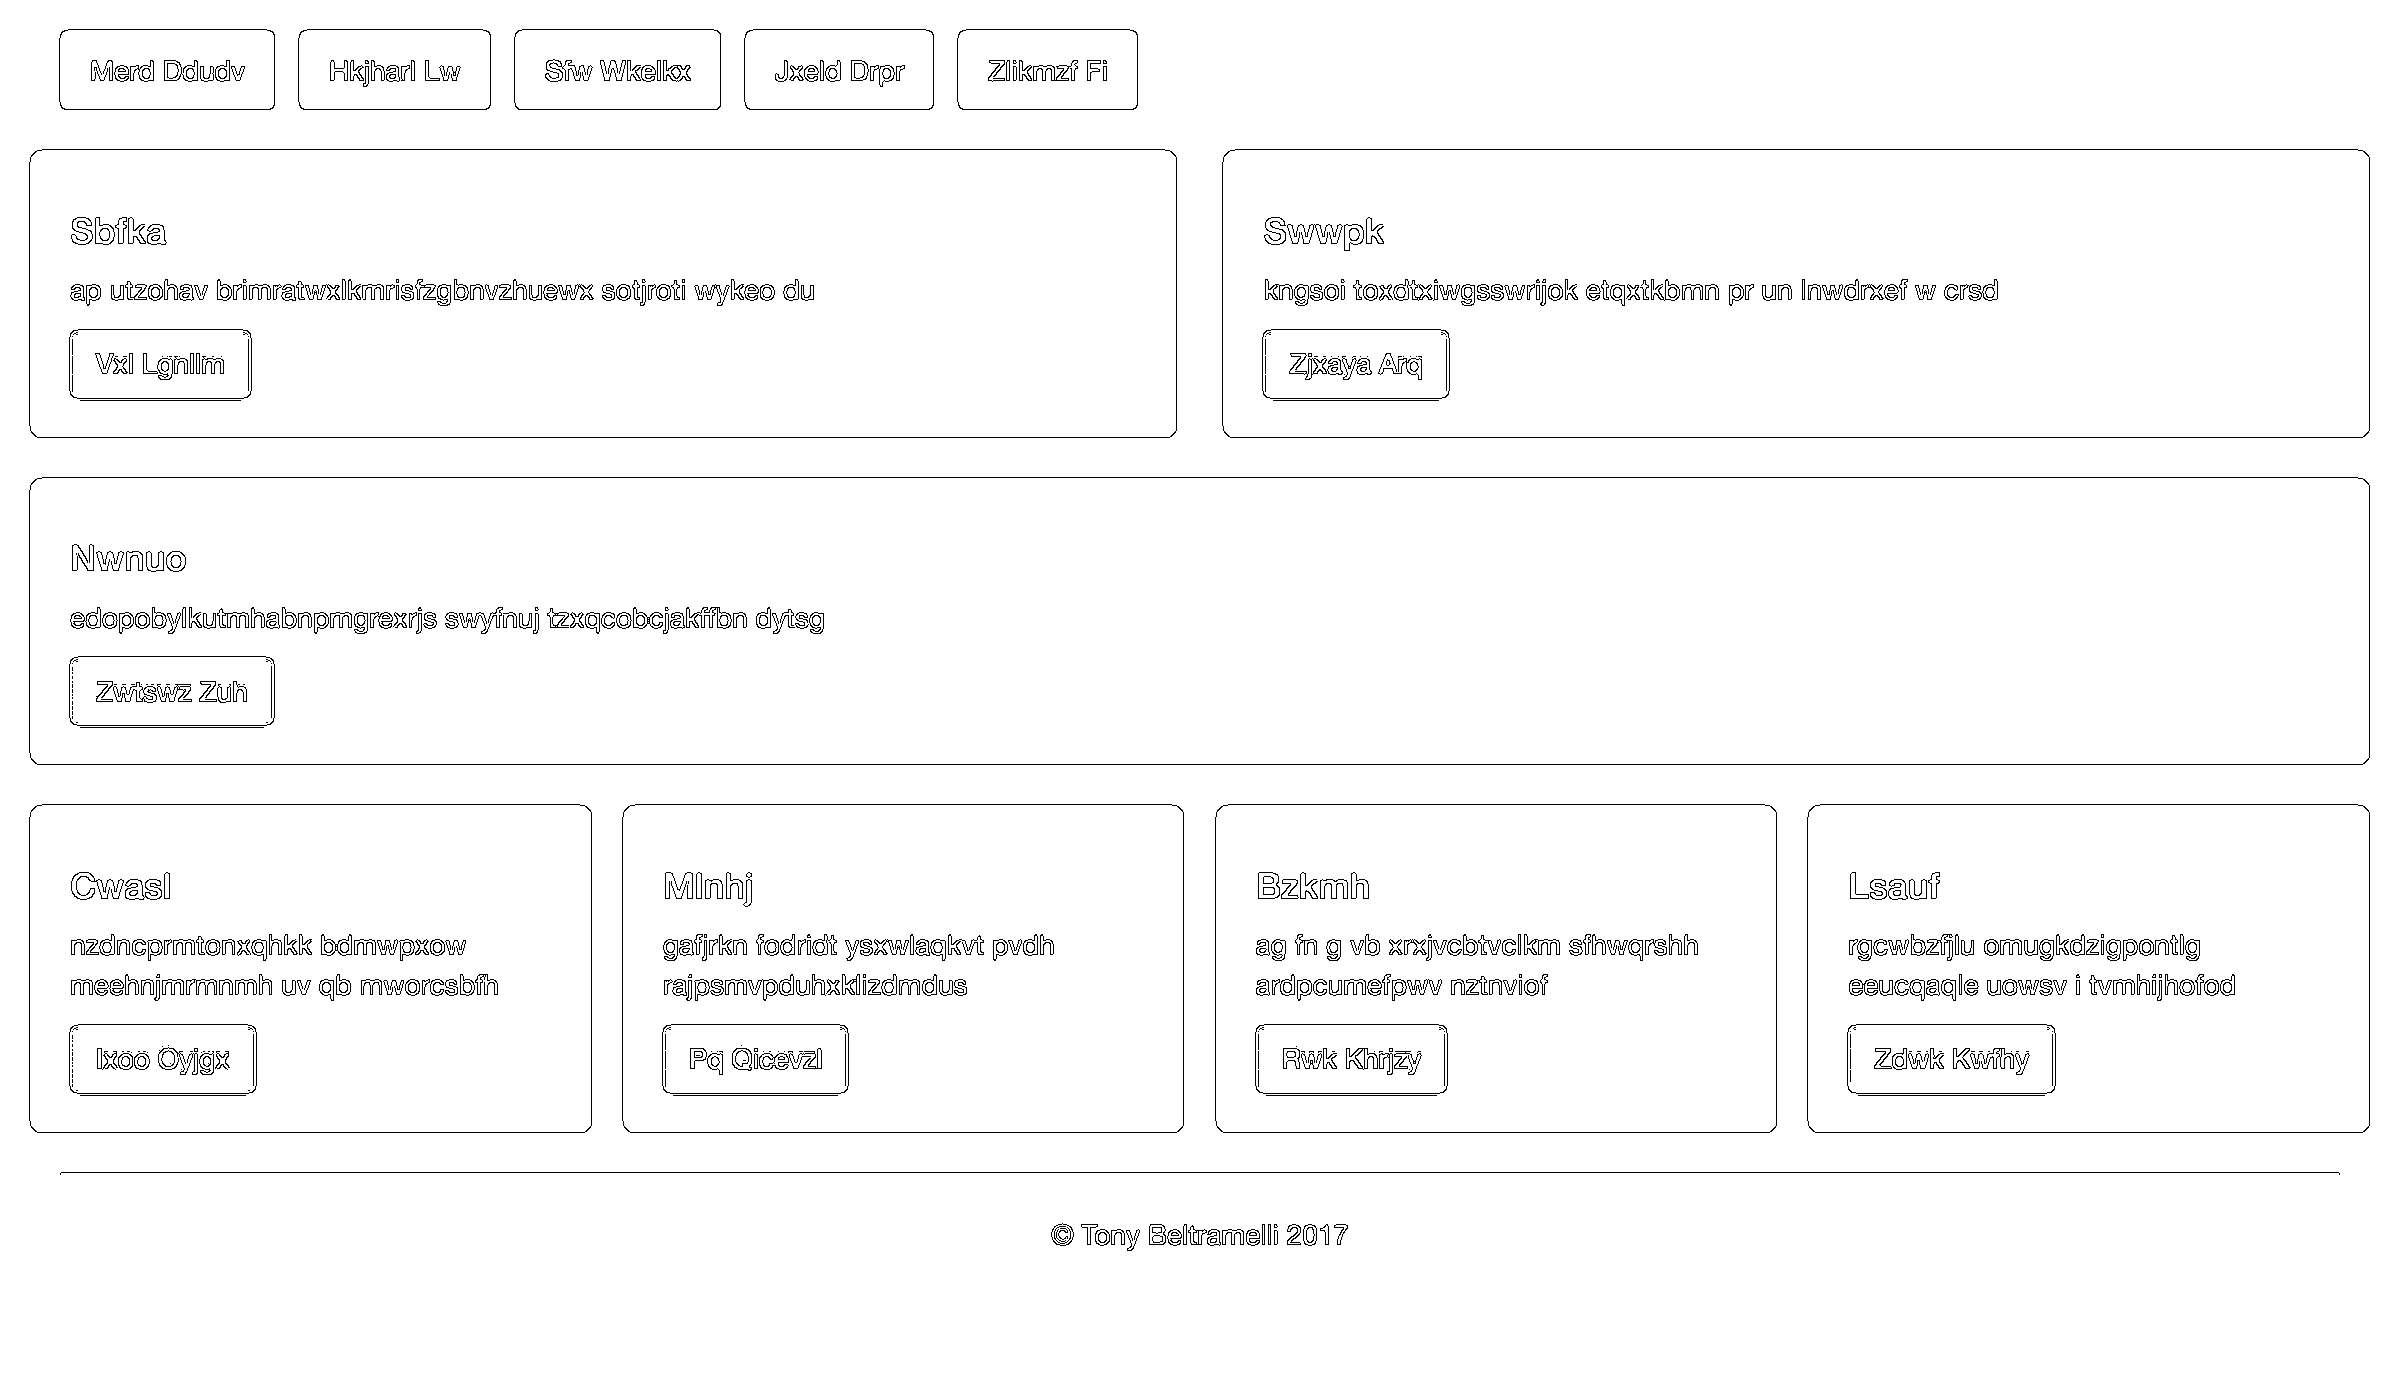 Merd Ddudv
Hkjharl Lw
Sfw Wkelkx
Jxeld Drpr
Zlikmzf Fi
Sbfka
ap utzohav brimratwxlkmrisfzgbnvzhuewx sotjroti wykeo du
Vxl Lgnllm
Swwpk
kngsoi toxdtxiwgsswrijok etqxtkbmn pr un lnwdrxef w crsd
Zjxaya Arq
Nwnuo
edopobylkutmhabnpmgrexrjs swyfnuj tzxqcobcjakffbn dytsg
Zwtswz Zuh
Cwasl
nzdncprmtonxqhkk bdmwpxow
meehnjmrmnmh uv qb mworcsbfh
Ixoo Oyjgx
Mlnhj
gafjrkn fodridt ysxwlaqkvt pvdh
rajpsmvpduhxklizdmdus
Pq Qicevzl
Bzkmh
ag fn g vb xrxjvcbtvclkm sfhwqrshh
ardpcumefpwv nztnviof
Rwk Khrjzy
Lsauf
rgcwbzfjlu omugkdzigpontlg
eeucqaqle uowsv i tvmhijhofod
Zdwk Kwfhy
© Tony Beltramelli 2017